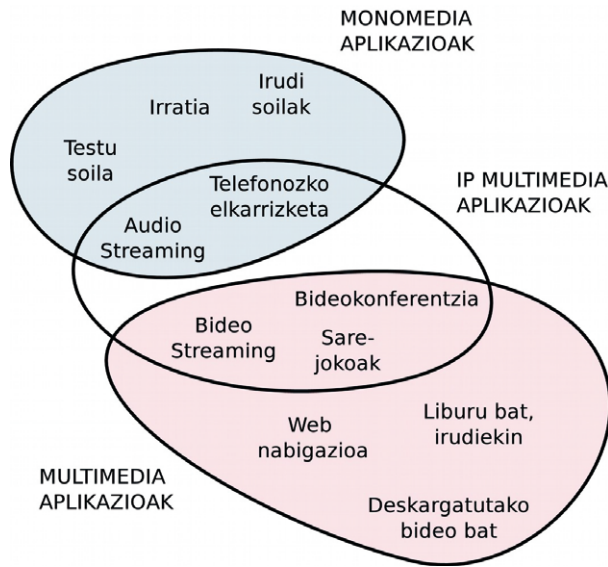 MONOMEDIA
APLIKAZIOAK
Irudi
soilak
Irratia
Testu
soila
Telefonozko
elkarrizketa
IP MULTIMEDIA
APLIKAZIOAK
Audio
Streaming
Bideokonferentzia
Bideo
Streaming
Sare-
jokoak
Liburu bat,
irudiekin
Web
nabigazioa
MULTIMEDIA
APLIKAZIOAK
Deskargatutako
bideo bat